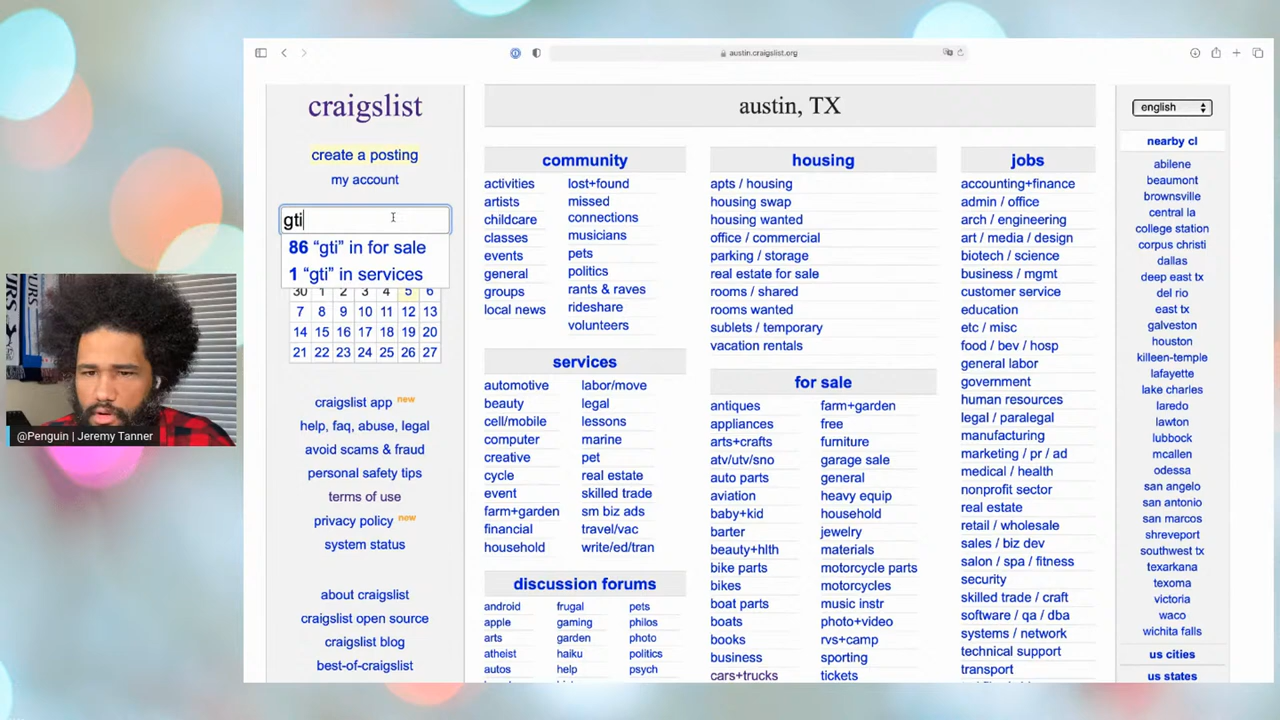 austin.craigslist.org
craigslist
create a posting
my account
gti
86 “gti” in for sale
1 “gti” in services
30 1 2 3 4 5 6
7 8 9 10 11 12 13
14 15 16 17 18 19 20
21 22 23 24 25 26 27
craigslist app new
help, faq, abuse, legal
avoid scams & fraud
personal safety tips
terms of use
privacy policy new
system status
about craigslist
craigslist open source
craigslist blog
best-of-craigslist
austin, TX
community
activities
artists
childcare
classes
events
general
groups
local news
lost+found
missed
connections
musicians
pets
politics
rants & raves
rideshare
volunteers
services
automotive
beauty
cell/mobile
computer
creative
cycle
event
farm+garden
financial
household
labor/move
legal
lessons
marine
pet
real estate
skilled trade
sm biz ads
travel/vac
write/ed/tran
discussion forums
android
apple
arts
atheist
autos
frugal
gaming
garden
haiku
help
pets
philos
photo
politics
psych
housing
apts / housing
housing swap
housing wanted
office / commercial
parking / storage
real estate for sale
rooms / shared
rooms wanted
sublets / temporary
vacation rentals
for sale
antiques
appliances
arts+crafts
atv/utv/sno
auto parts
aviation
baby+kid
barter
beauty+hlth
bike parts
bikes
boat parts
boats
books
business
cars+trucks
farm+garden
free
furniture
garage sale
general
heavy equip
household
jewelry
materials
motorcycle parts
motorcycles
music instr
photo+video
rvs+camp
sporting
tickets
jobs
accounting+finance
admin / office
arch / engineering
art / media / design
biotech / science
business / mgmt
customer service
education
etc / misc
food / bev / hosp
general labor
government
human resources
legal / paralegal
manufacturing
marketing / pr / ad
medical / health
nonprofit sector
real estate
retail / wholesale
sales / biz dev
salon / spa / fitness
security
skilled trade / craft
software / qa / dba
systems / network
technical support
transport
english
nearby cl
abilene
beaumont
brownsville
central la
college station
corpus christi
dallas
deep east tx
del rio
east tx
galveston
houston
killeen-temple
lafayette
lake charles
laredo
lawton
lubbock
mcallen
odessa
san angelo
san antonio
san marcos
shreveport
southwest tx
texarkana
texoma
victoria
waco
wichita falls
us cities
us states
@Penguin | Jeremy Tanner